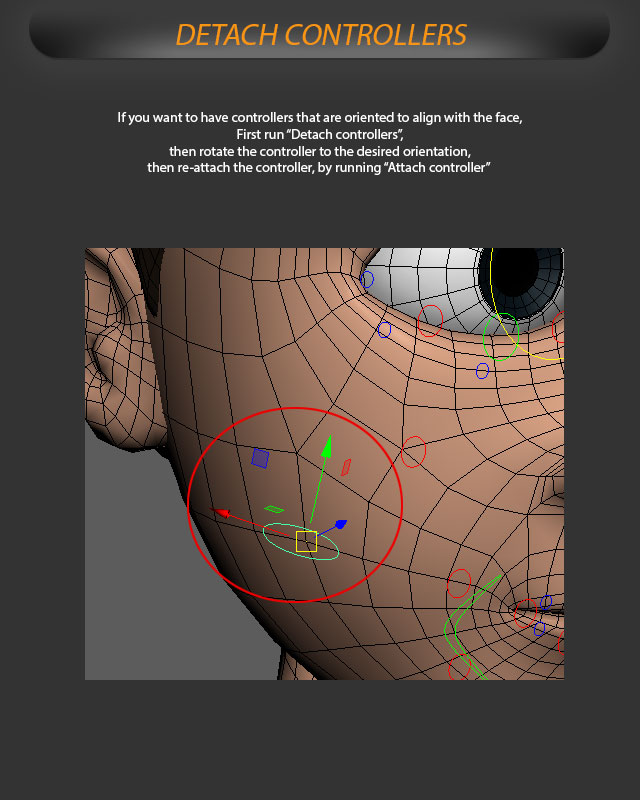 DETACH CONTROLLERS
If you want to have controllers that are oriented to align with the face,
First run “Detach controllers”,
then rotate the controller to the desired orientation,
then re-attach the controller, by running “Attach controller”